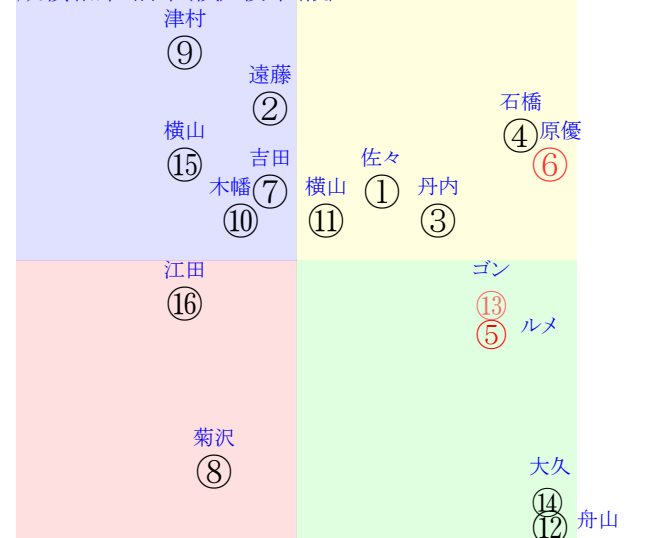 津村
⑨
遠藤
②
石橋
④
原優
⑥
横山
⑮
吉田
⑦
木幡
⑩
横山
⑪
佐々
①
丹内
③
江田
⑯
ゴン
⑬
⑤
ルメ
菊沢
⑧
大久
⑭
⑫
舟山